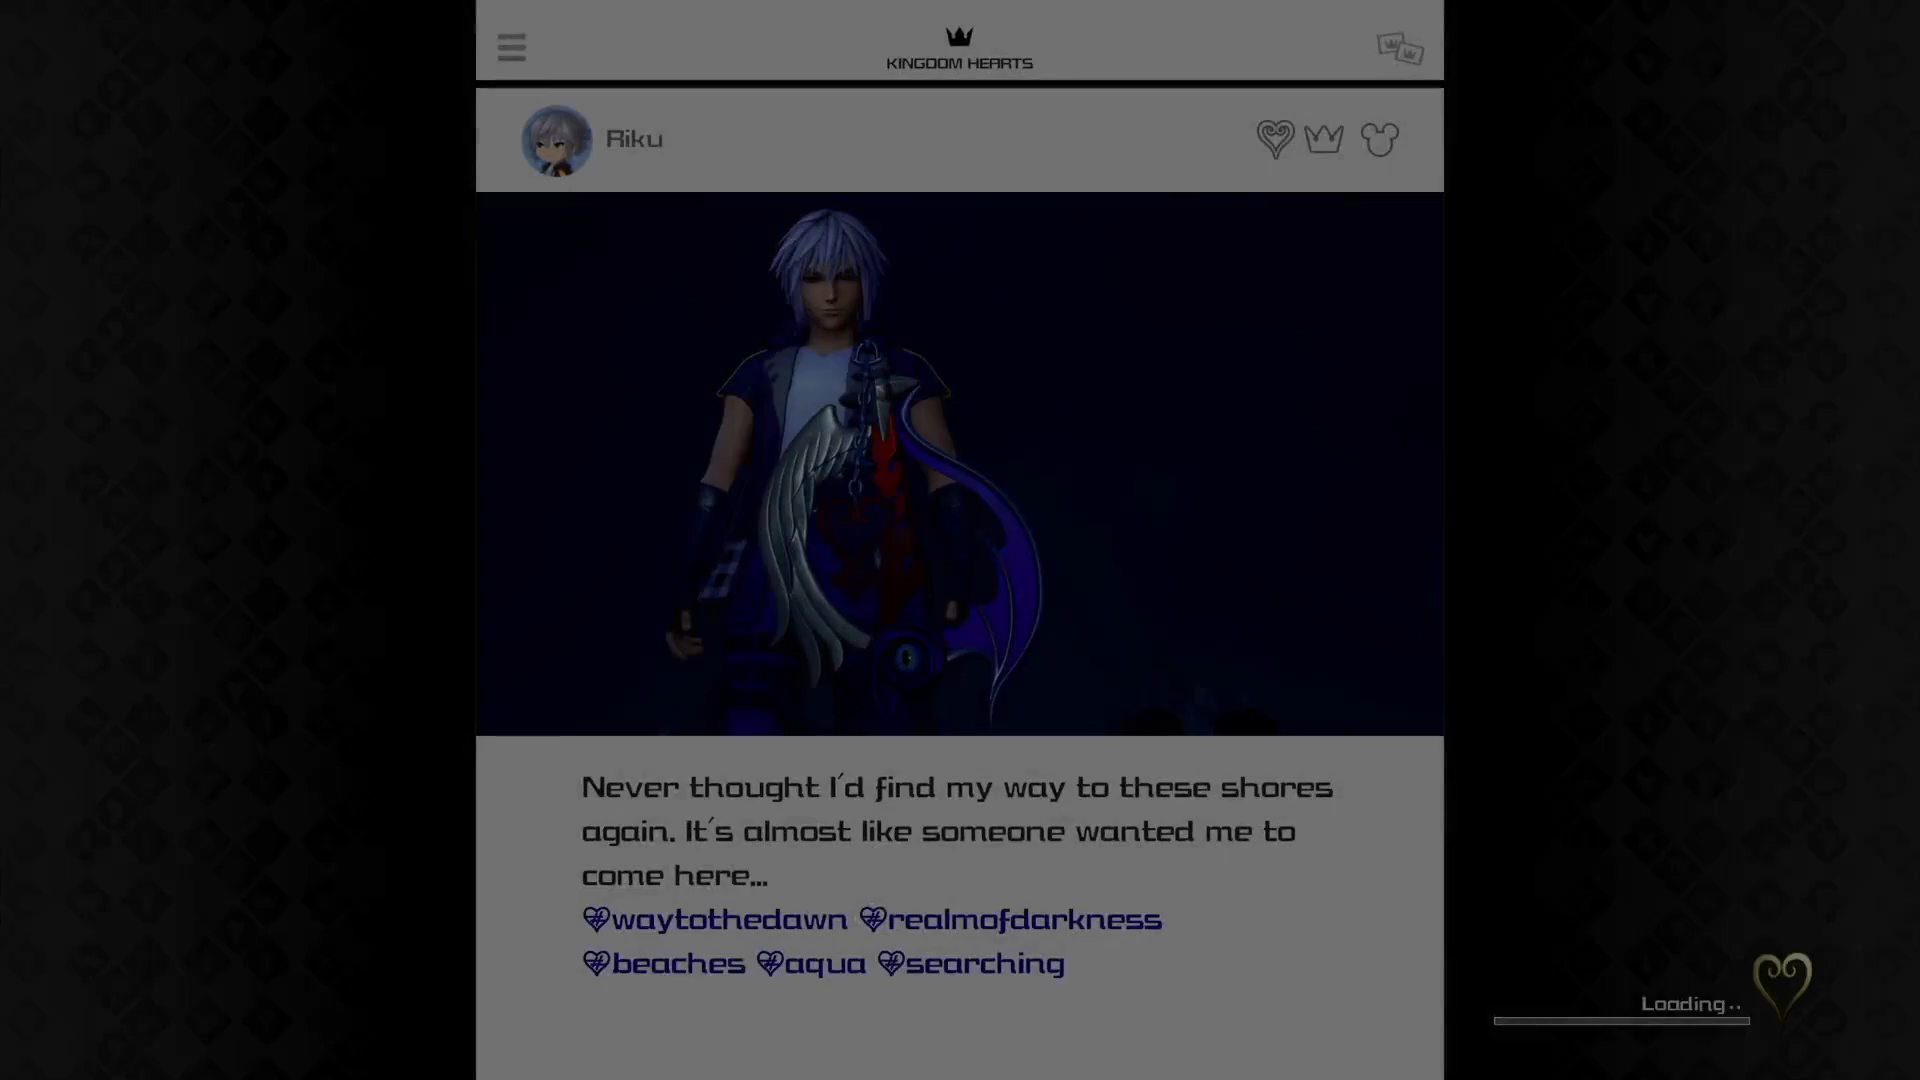 KINGDOM HEARTS
Riku
Never thought I'd find my way to these shores
again. It's almost like someone wanted me to
come here...
#waytothedawn #realmofdarkness
#beaches #aqua #searching
Loading..